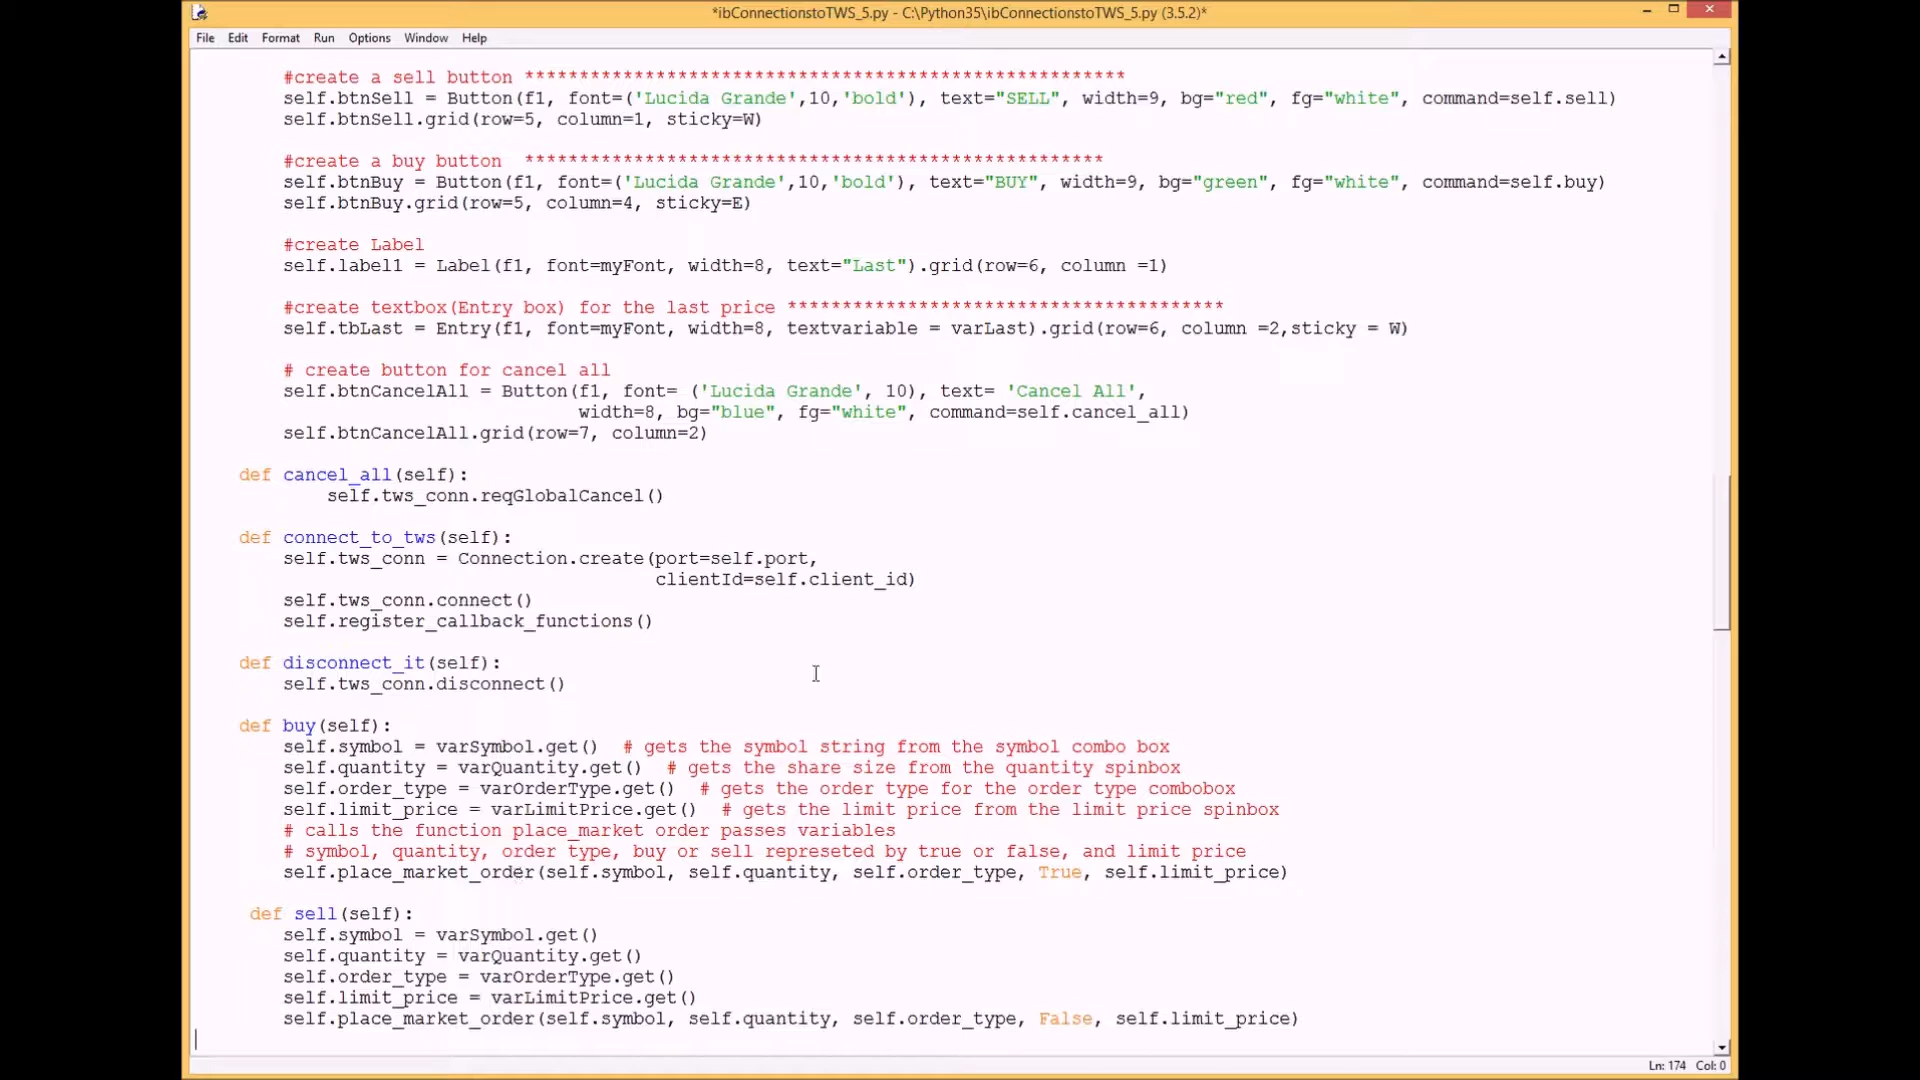 *ibConnectionstoTWS_5.py - C:\Python35\ibConnectionstoTWS_5.py (3.5.2)*
File Edit Format Run Options Window Help
#create a sell button *******************************************************
self.btnSell = Button(f1, font=('Lucida Grande',10,'bold'), text="SELL", width=9, bg="red", fg="white", command=self.sell)
self.btnSell.grid(row=5, column=1, sticky=W)
#create a buy button  *****************************************************
self.btnBuy = Button(f1, font=('Lucida Grande',10,'bold'), text="BUY", width=9, bg="green", fg="white", command=self.buy)
self.btnBuy.grid(row=5, column=4, sticky=E)
#create Label
self.label1 = Label(f1, font=myFont, width=8, text="Last").grid(row=6, column =1)
#create textbox(Entry box) for the last price ****************************************
self.tbLast = Entry(f1, font=myFont, width=8, textvariable = varLast).grid(row=6, column =2,sticky = W)
# create button for cancel all
self.btnCancelAll = Button(f1, font= ('Lucida Grande', 10), text= 'Cancel All',
width=8, bg="blue", fg="white", command=self.cancel_all)
self.btnCancelAll.grid(row=7, column=2)
def cancel_all(self):
self.tws_conn.reqGlobalCancel()
def connect_to_tws(self):
self.tws_conn = Connection.create(port=self.port,
clientId=self.client_id)
self.tws_conn.connect()
self.register_callback_functions()
def disconnect_it(self):
self.tws_conn.disconnect()
def buy(self):
self.symbol = varSymbol.get()  # gets the symbol string from the symbol combo box
self.quantity = varQuantity.get()  # gets the share size from the quantity spinbox
self.order_type = varOrderType.get()  # gets the order type for the order type combobox
self.limit_price = varLimitPrice.get()  # gets the limit price from the limit price spinbox
# calls the function place_market order passes variables
# symbol, quantity, order type, buy or sell represeted by true or false, and limit price
self.place_market_order(self.symbol, self.quantity, self.order_type, True, self.limit_price)
def sell(self):
self.symbol = varSymbol.get()
self.quantity = varQuantity.get()
self.order_type = varOrderType.get()
self.limit_price = varLimitPrice.get()
self.place_market_order(self.symbol, self.quantity, self.order_type, False, self.limit_price)
Ln: 174 Col: 0